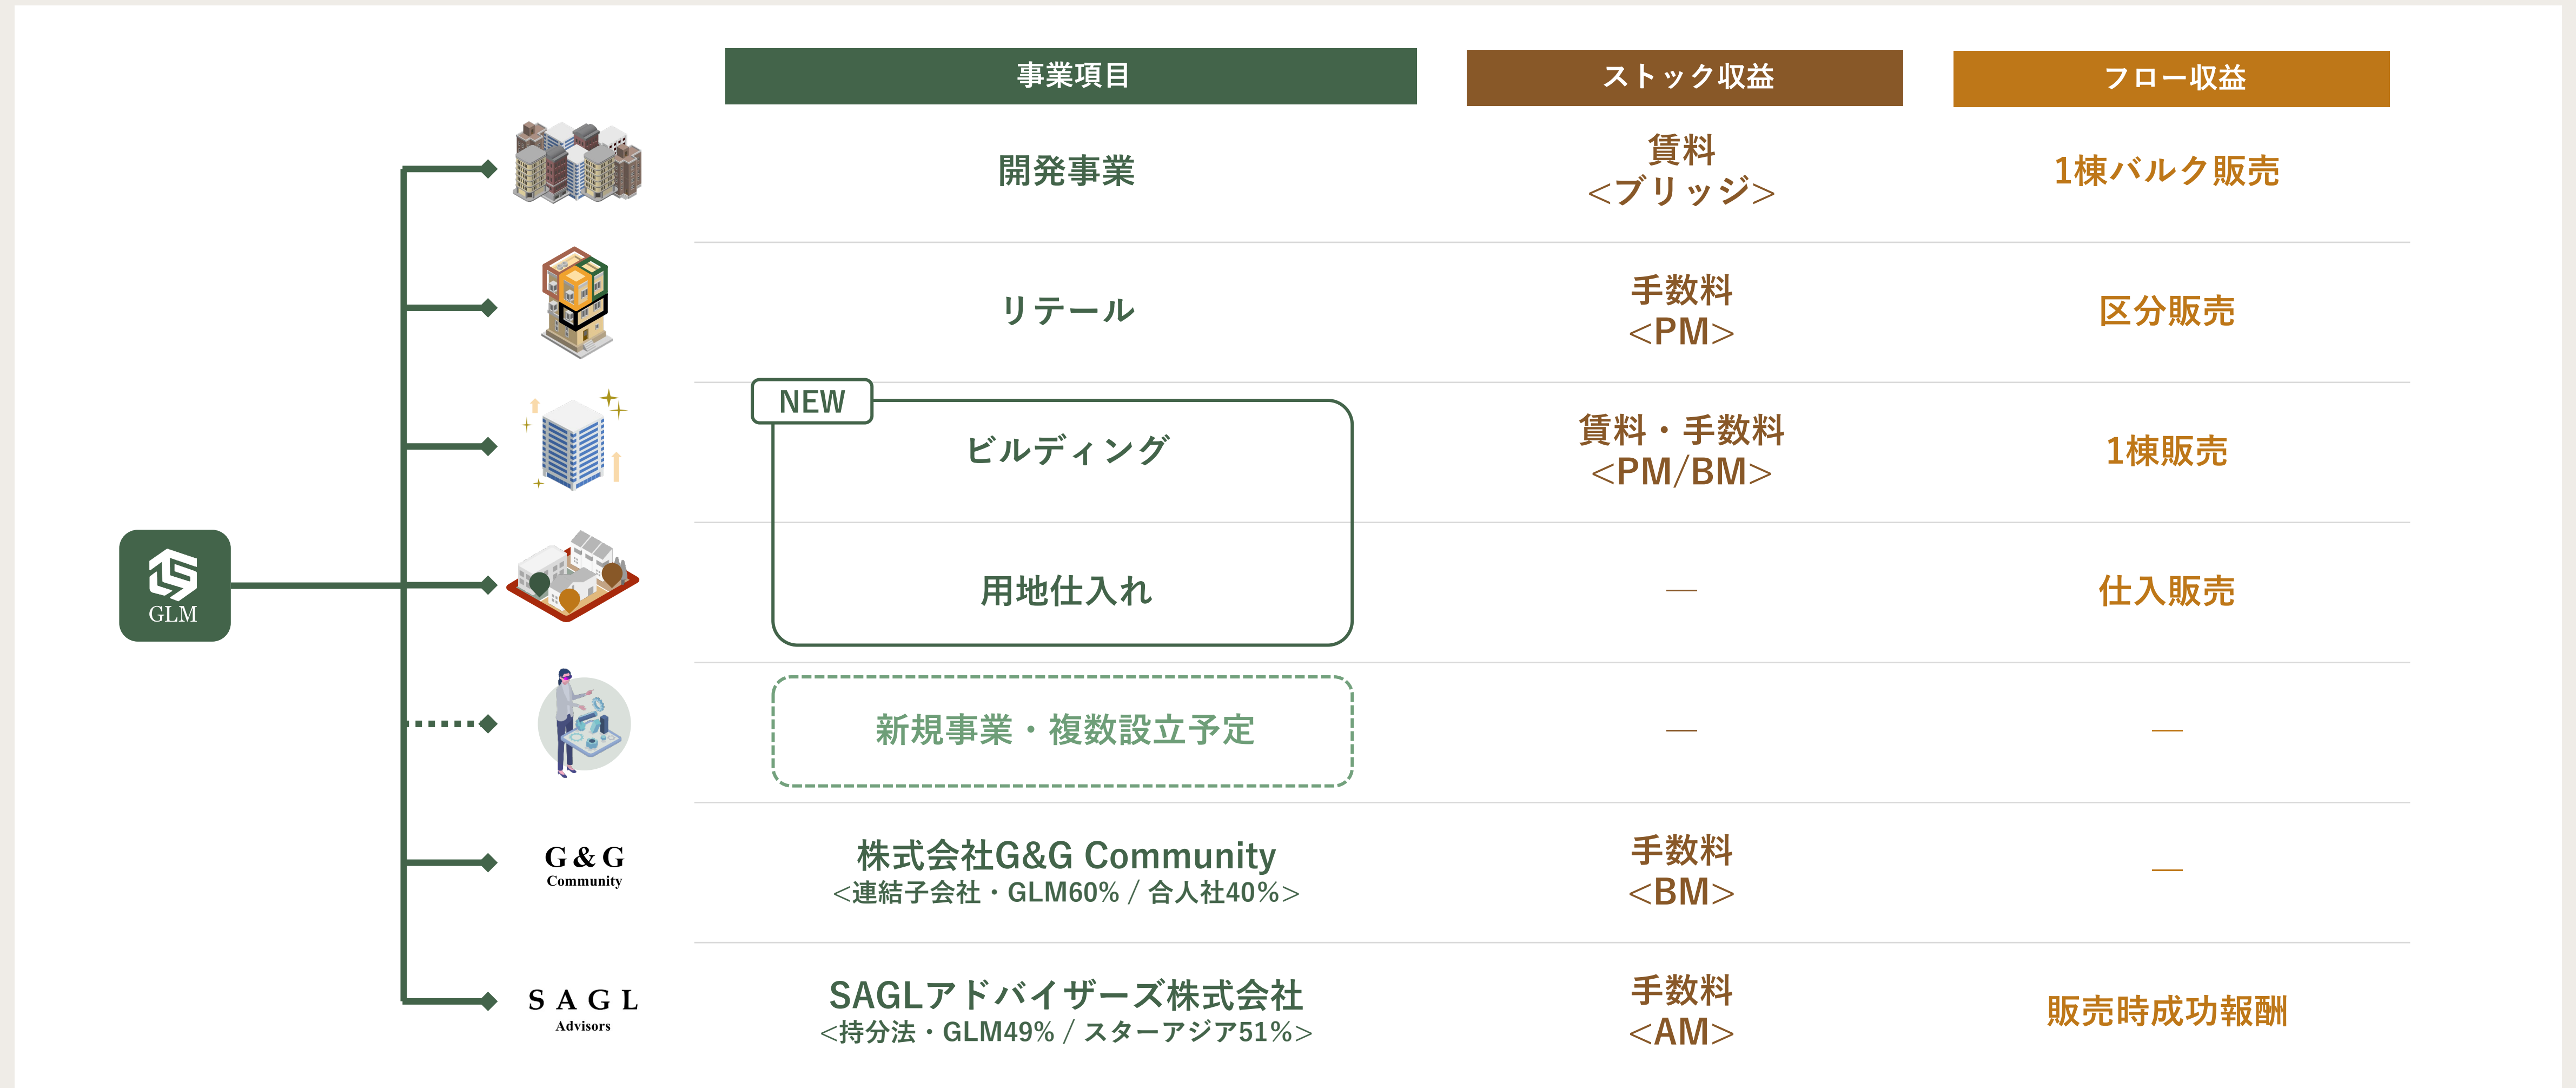 事業項目
ストック収益
フロー収益
開発事業
賃料
<ブリッジ>
1棟バルク販売
リテール
手数料
<PM>
区分販売
NEW
ビルディング
賃料・手数料
<PM/BM>
1棟販売
GLM
用地仕入れ
—
仕入販売
新規事業・複数設立予定
—
—
G&G
Community
株式会社G&G Community
<連結子会社・GLM60% / 合人社40%>
手数料
<BM>
—
SAGL
Advisors
SAGLアドバイザーズ株式会社
<持分法・GLM49% / スターアジア51%>
手数料
<AM>
販売時成功報酬